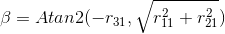 β = Atan2(−r₃₁, √(r₁₁² + r₂₁²))